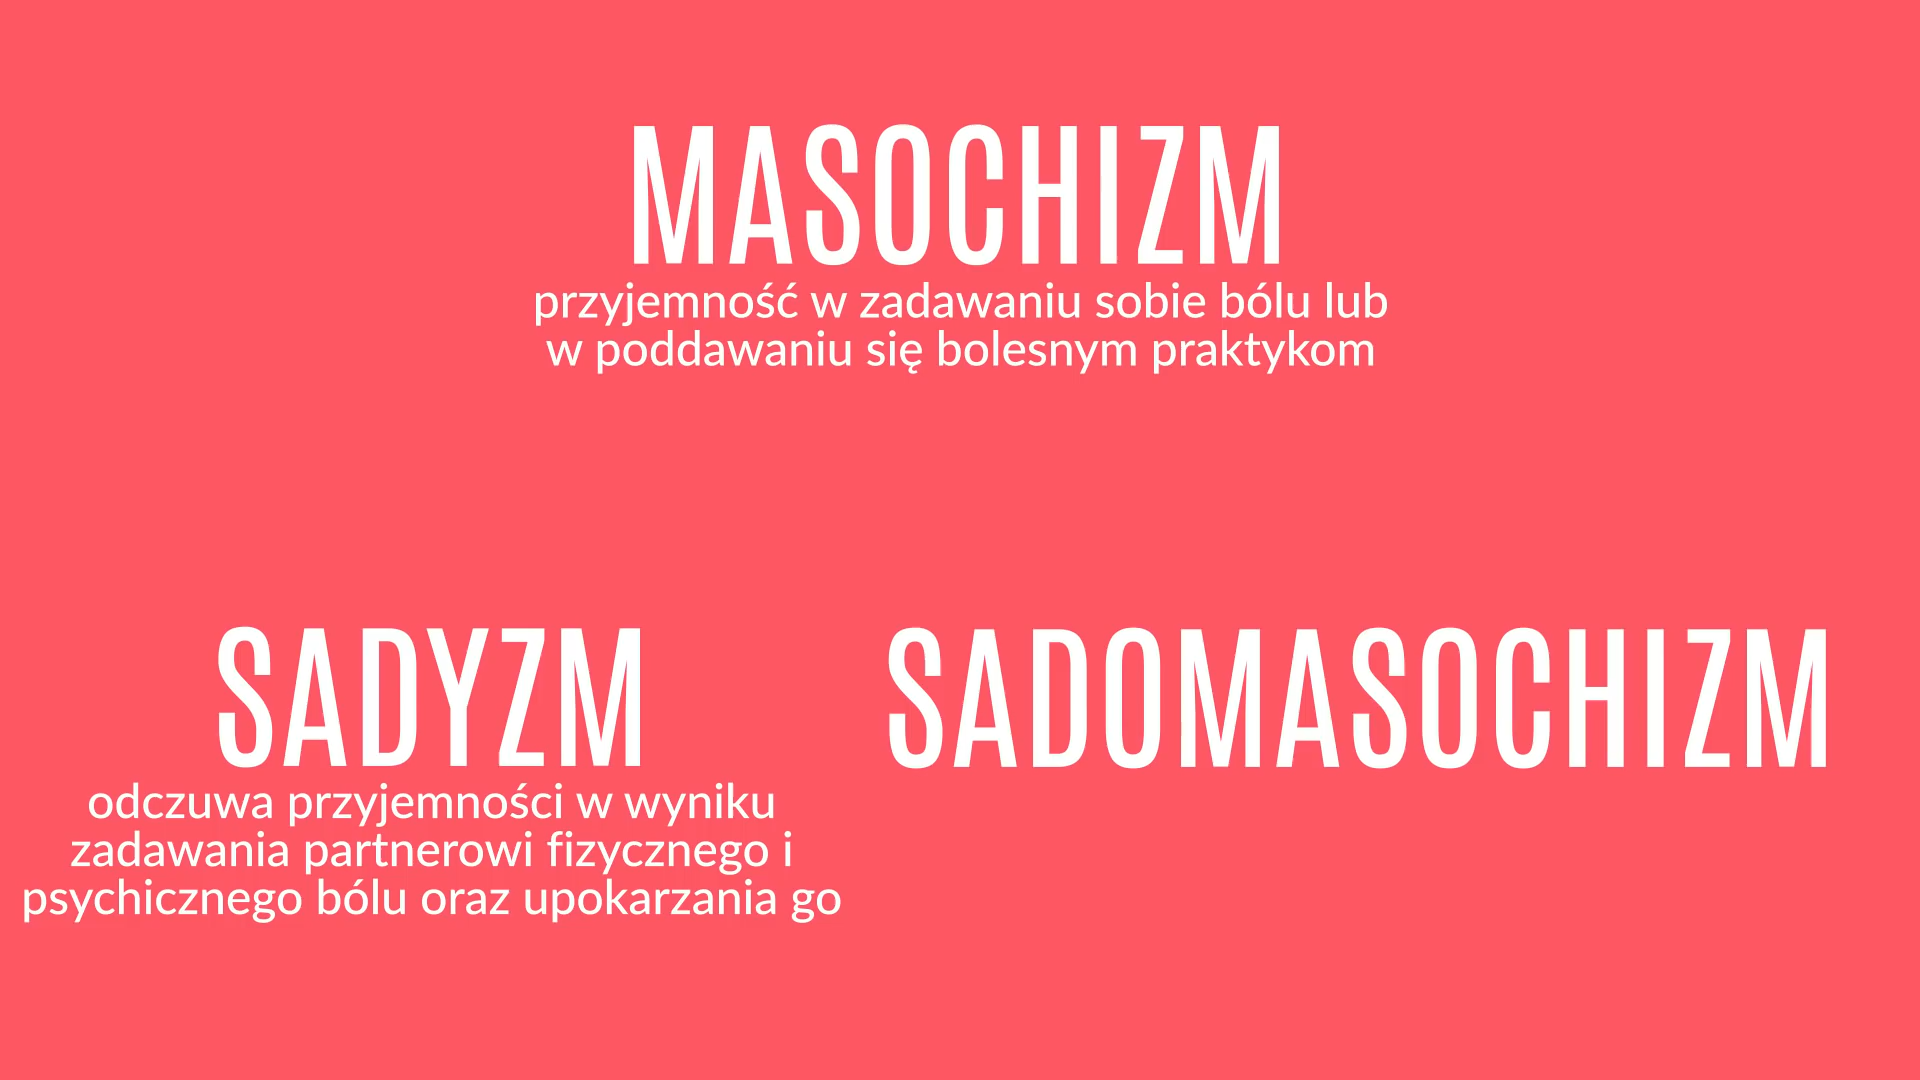 MASOCHIZM
przyjemność w zadawaniu sobie bólu lub
w poddawaniu się bolesnym praktykom
SADYZM
odczuwa przyjemności w wyniku
zadawania partnerowi fizycznego i
psychicznego bólu oraz upokarzania go
SADOMASOCHIZM